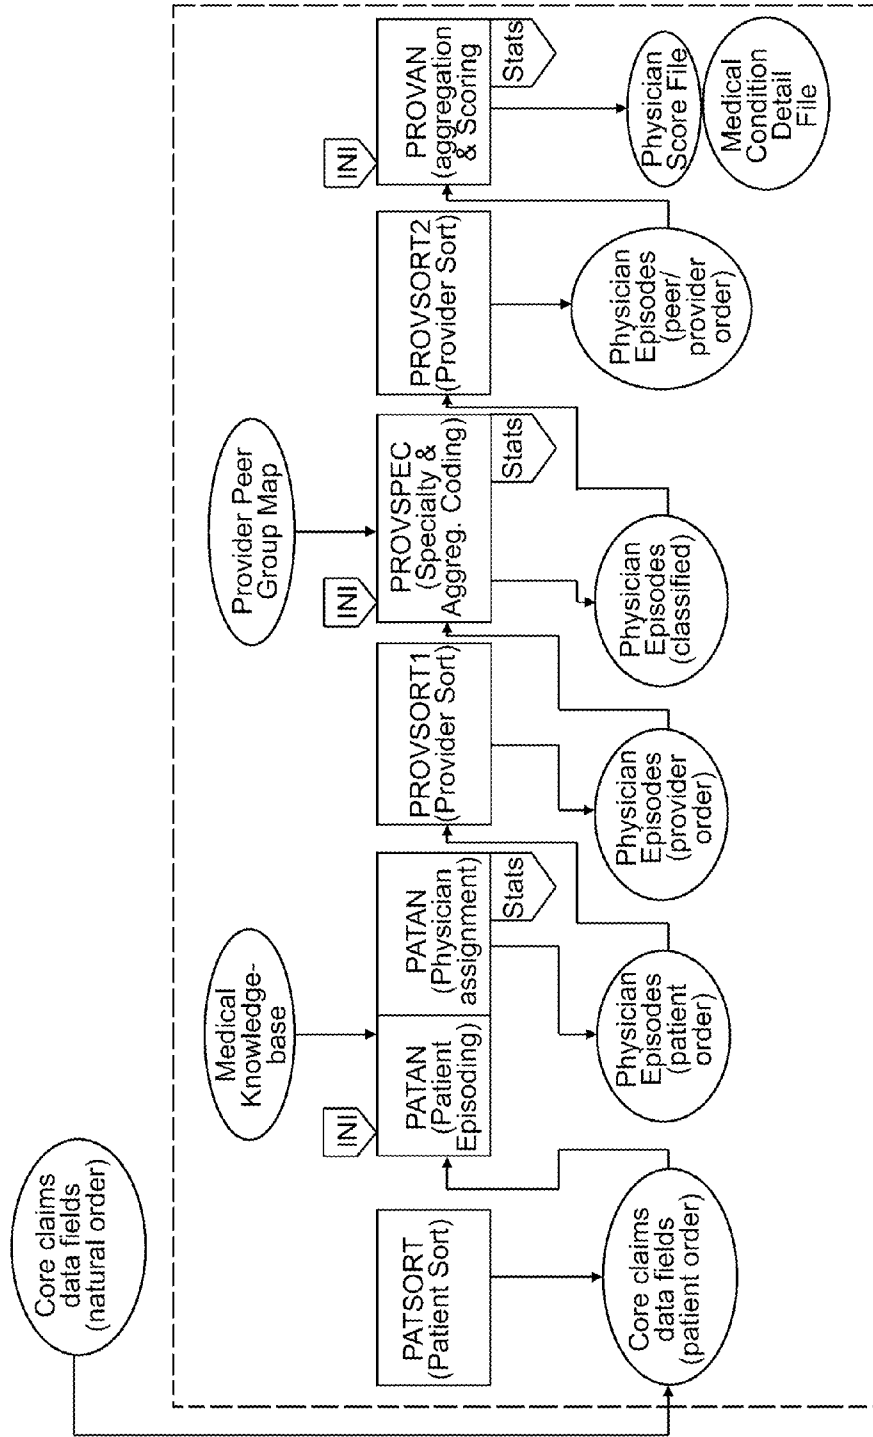 Core claims
data fields
(natural order)
Medical
Knowledge-
base
Provider Peer
Group Map
PATSORT
(Patient Sort)
INI
PATAN
(Patient
Episoding)
PATAN
(Physician
assignment)
Stats
PROVSORT1
(Provider Sort)
INI
PROVSPEC
(Specialty &
Aggreg. Coding)
Stats
PROVSORT2
(Provider Sort)
INI
PROVAN
(aggregation
& Scoring)
Stats
Core claims
data fields
(patient order)
Physician
Episodes
(patient
order)
Physician
Episodes
(provider
order)
Physician
Episodes
(classified)
Physician
Episodes
(peer/
provider
order)
Physician
Score File
Medical
Condition
Detail
File